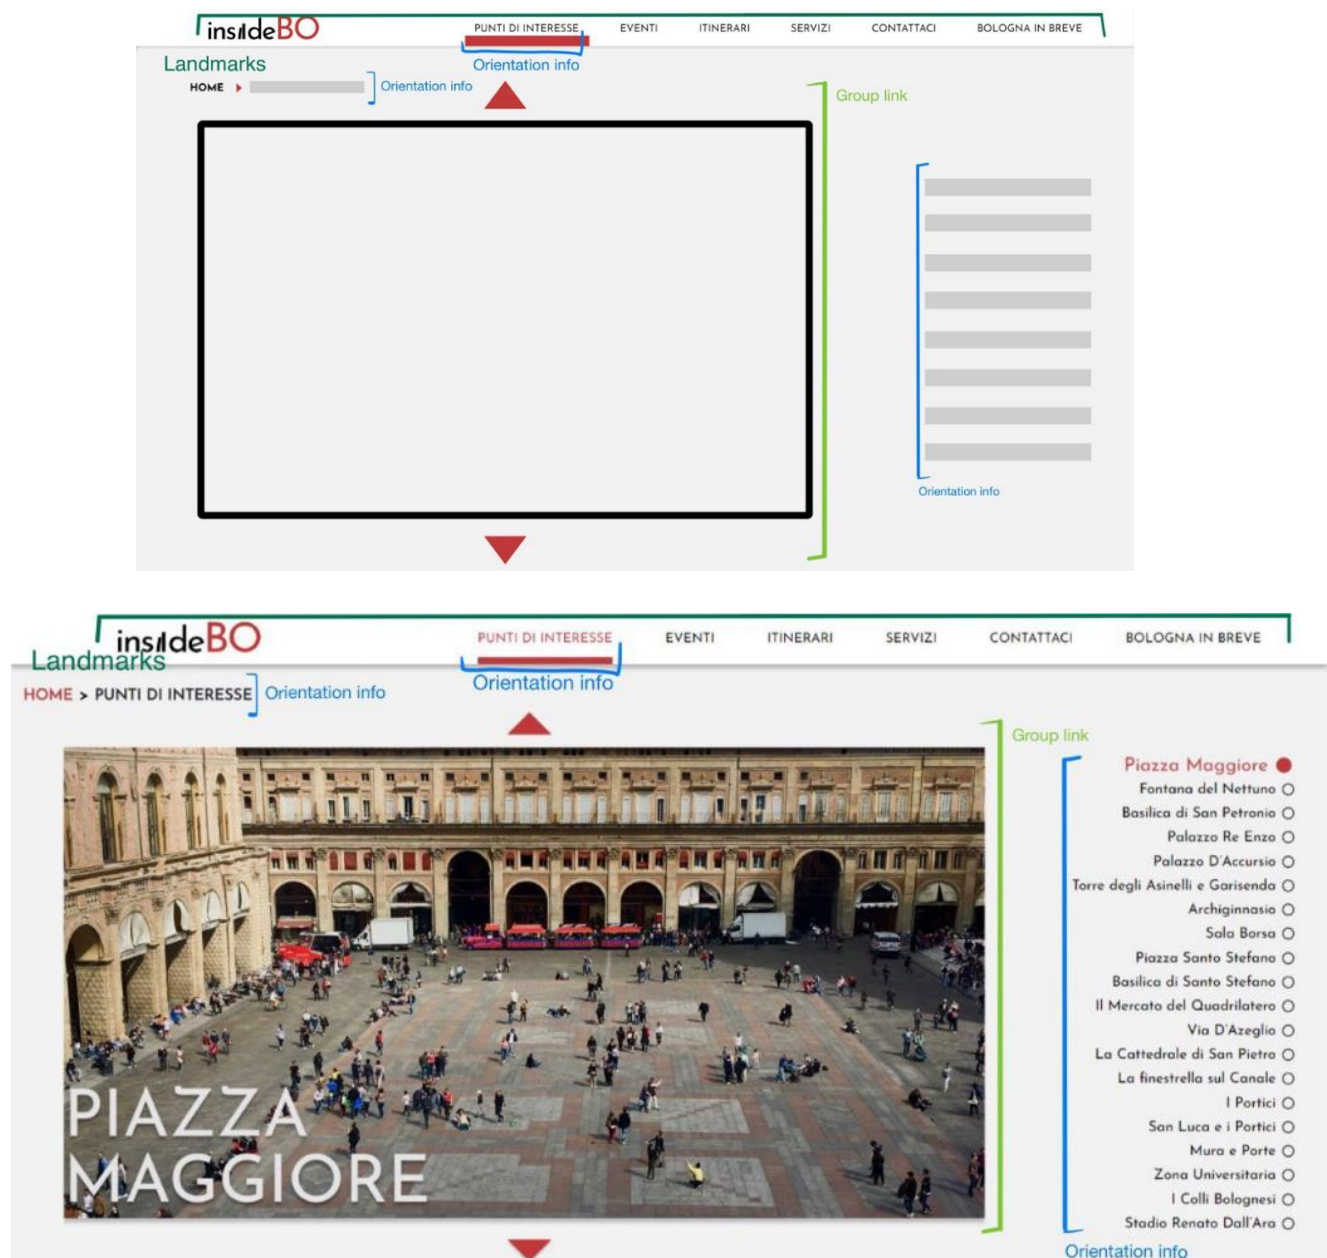 insideBO PUNTI DI INTERESSE EVENTI ITINERARI SERVIZI CONTATTACI BOLOGNA IN BREVE
Landmarks Orientation info
HOME Orientation info
Group link
Orientation info
insideBO PUNTI DI INTERESSE EVENTI ITINERARI SERVIZI CONTATTACI BOLOGNA IN BREVE
Landmarks
HOME > PUNTI DI INTERESSE Orientation info Orientation info
Group link
Piazza Maggiore
Fontana del Nettuno
Basilica di San Petronio
Palazzo Re Enzo
Palazzo D'Accursio
Torre degli Asinelli e Garisenda
Archiginnasio
Sala Borsa
Piazza Santo Stefano
Basilica di Santo Stefano
Il Mercato del Quadrilatero
Via D'Azeglio
La Cattedrale di San Pietro
La finestrella sul Canale
I Portici
San Luca e i Portici
Mura e Porte
Zona Universitaria
I Colli Bolognesi
Stadio Renato Dall'Ara
PIAZZA
MAGGIORE
Orientation info